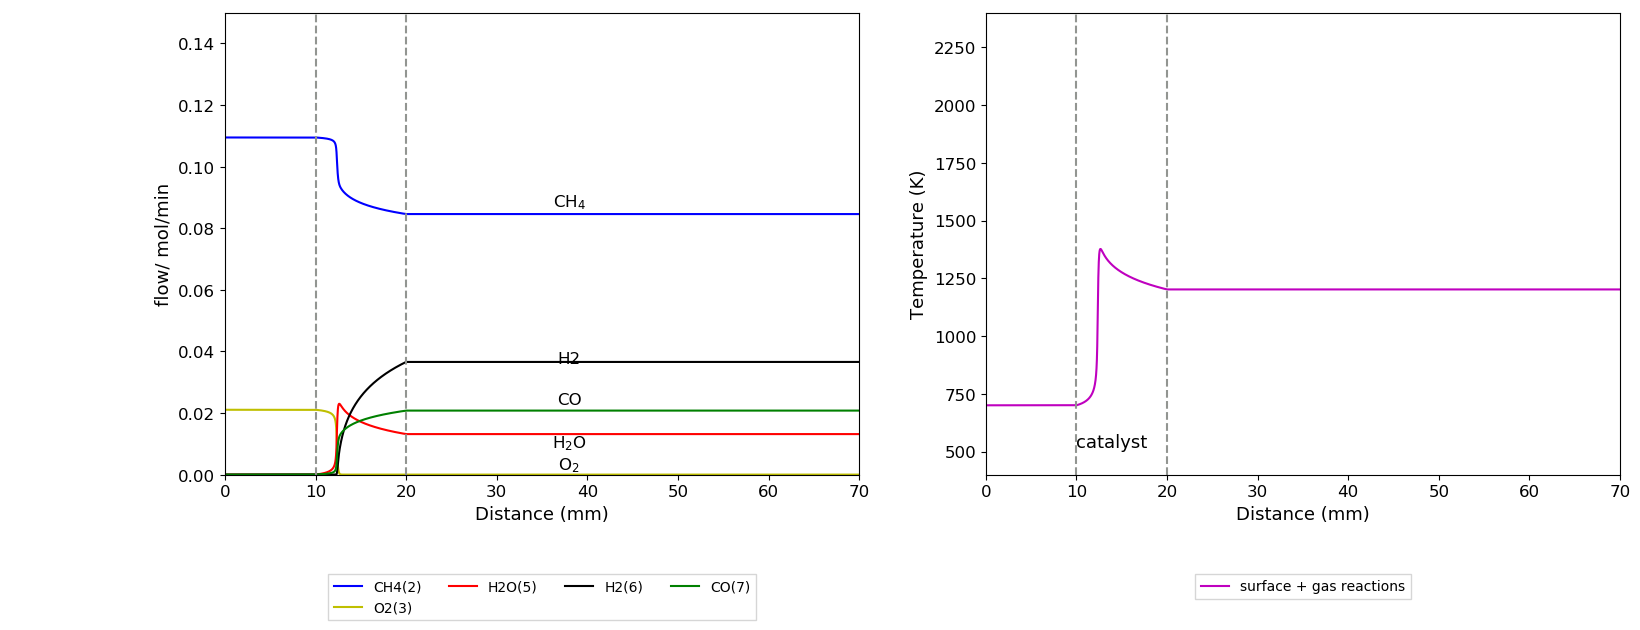 0.14
0.12
0.10
0.08
0.06
0.04
0.02
0.00
flow/ mol/min
CH₄
H2
CO
H₂O
O₂
0 10 20 30 40 50 60 70
Distance (mm)
CH4(2) H2O(5) H2(6) CO(7)
O2(3)
2250
2000
1750
1500
1250
1000
750
500
Temperature (K)
catalyst
0 10 20 30 40 50 60 70
Distance (mm)
surface + gas reactions